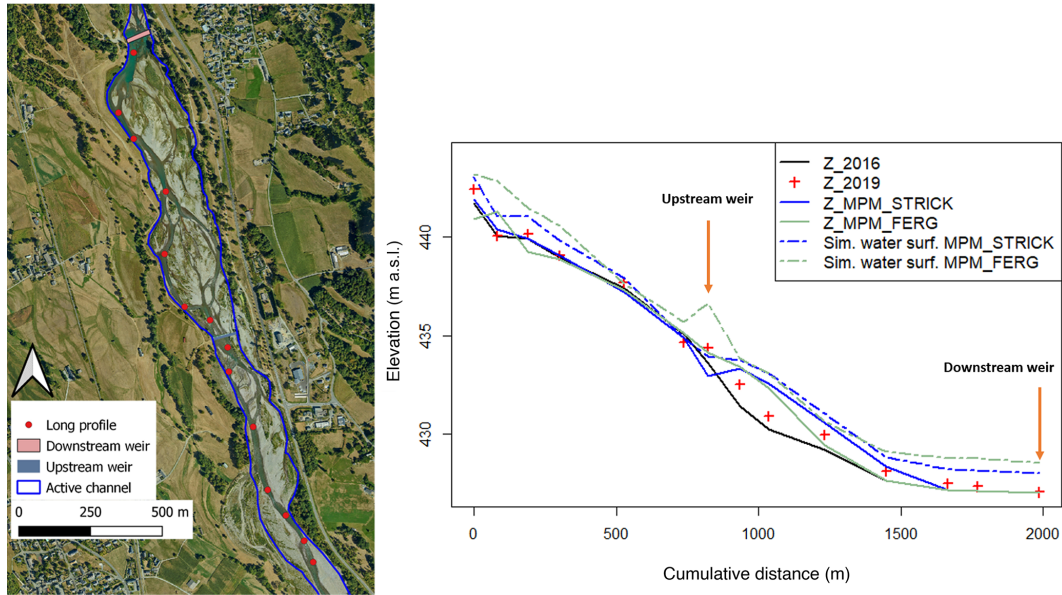 Long profile
Downstream weir
Upstream weir
Active channel
0 250 500 m
Z_2016
Z_2019
Z_MPM_STRICK
Z_MPM_FERG
Sim. water surf. MPM_STRICK
Sim. water surf. MPM_FERG
Upstream weir
Downstream weir
Elevation (m a.s.l.)
440
435
430
0 500 1000 1500 2000
Cumulative distance (m)